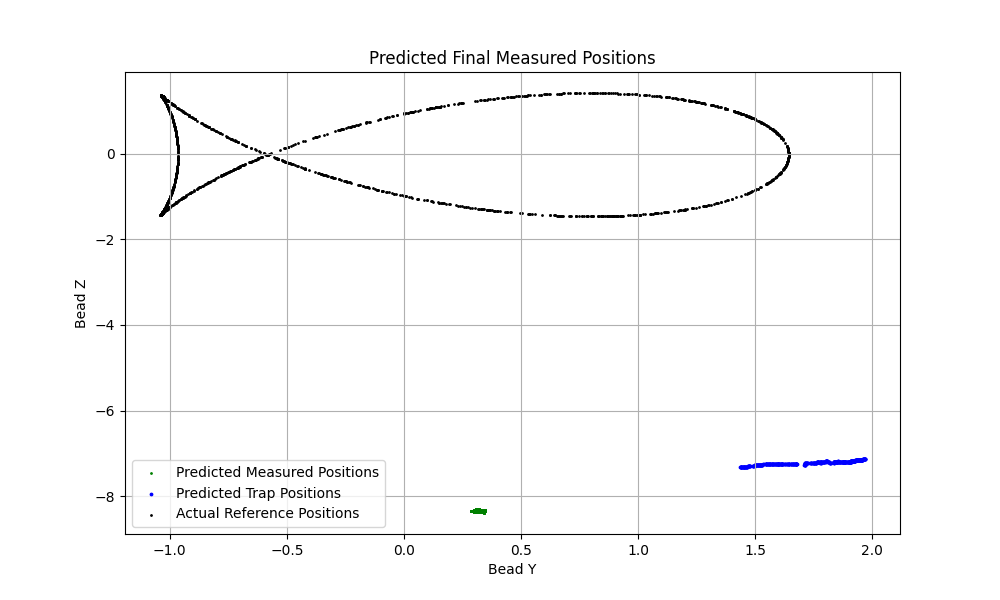 Predicted Final Measured Positions
Bead Z
0
−2
−4
−6
−8
Predicted Measured Positions
Predicted Trap Positions
Actual Reference Positions
−1.0
−0.5
0.0
0.5
1.0
1.5
2.0
Bead Y